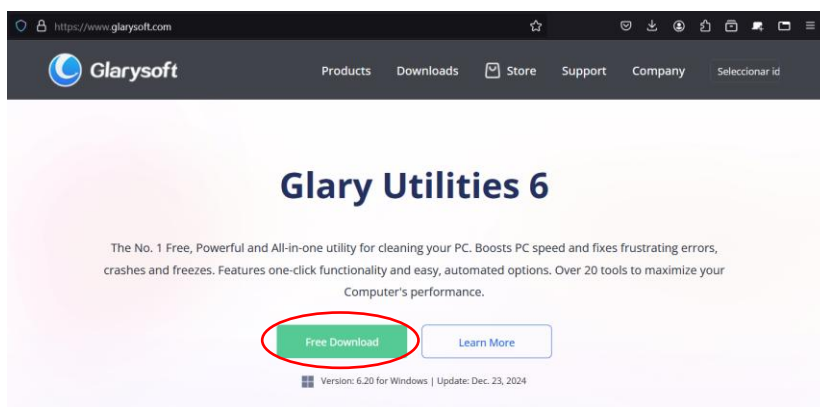 https://www.glarysoft.com
Glarysoft Products Downloads Store Support Company Seleccionar id
Glary Utilities 6
The No. 1 Free, Powerful and All-in-one utility for cleaning your PC. Boosts PC speed and fixes frustrating errors,
crashes and freezes. Features one-click functionality and easy, automated options. Over 20 tools to maximize your
Computer's performance.
Free Download Learn More
Version: 6.20 for Windows | Update: Dec. 23, 2024